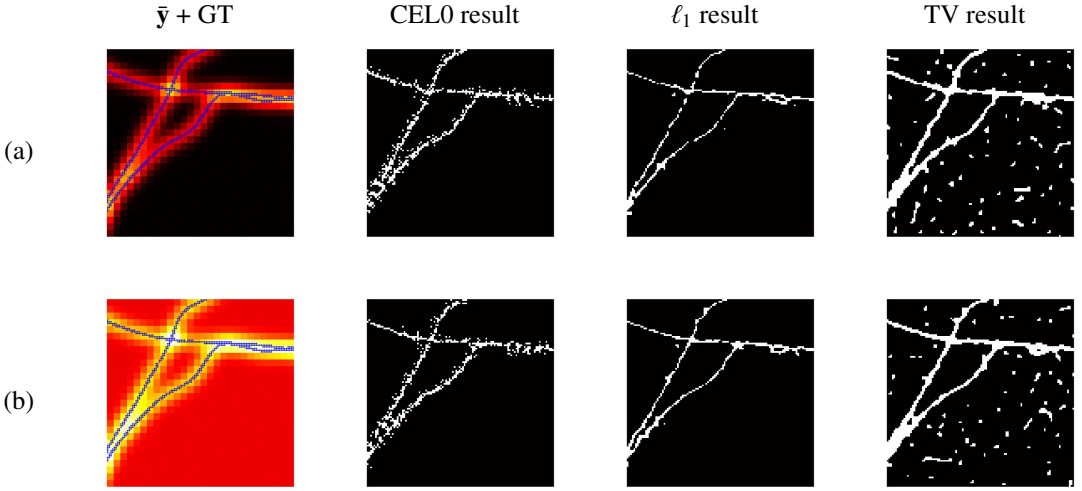 ȳ + GT CEL0 result ℓ₁ result TV result
(a)
(b)